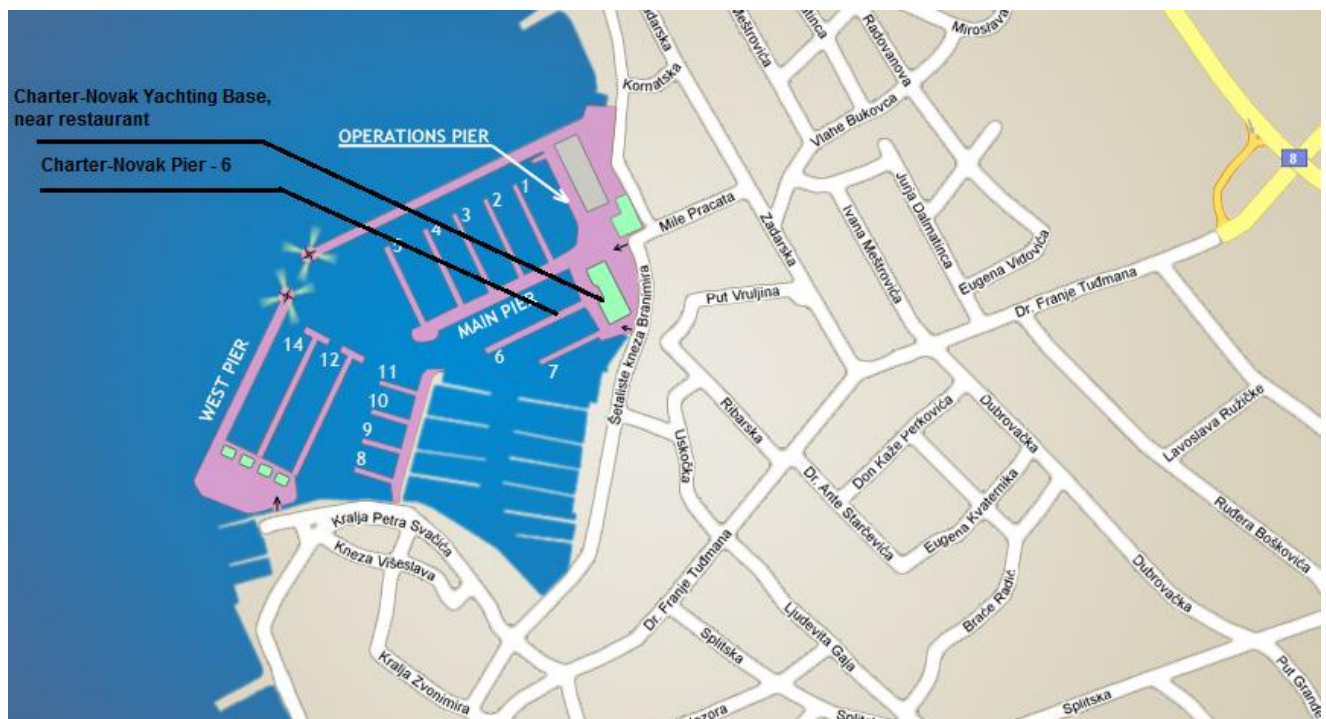 Charter-Novak Yachting Base,
near restaurant
Charter-Novak Pier - 6
OPERATIONS PIER
MAIN PIER
WEST PIER
1
2
3
4
5
6
7
8
9
10
11
12
14
Kornatska
Meštrovića
Radovanova
Miroslava
Vlahe Bukovca
Mile Pracata
Zadarska
Ivana Meštrovića
Jurja Dalmatinca
Eugena Vidovića
8
Dr. Franje Tuđmana
Put Vruljina
Šetalište kneza Branimira
Ribarska
Uskočka
Don Kaže Perkovića
Dubrovačka
Lavoslava Ružičke
Dr. Ante Starčevića
Eugena Kvaternika
Ruđera Boškovića
Kralja Petra Svačića
Kneza Višeslava
Dr. Franje Tuđmana
Ljudevita Gaja
Braće Radić
Dubrovačka
Splitska
Kralja Zvonimira
Splitska
Put Grande